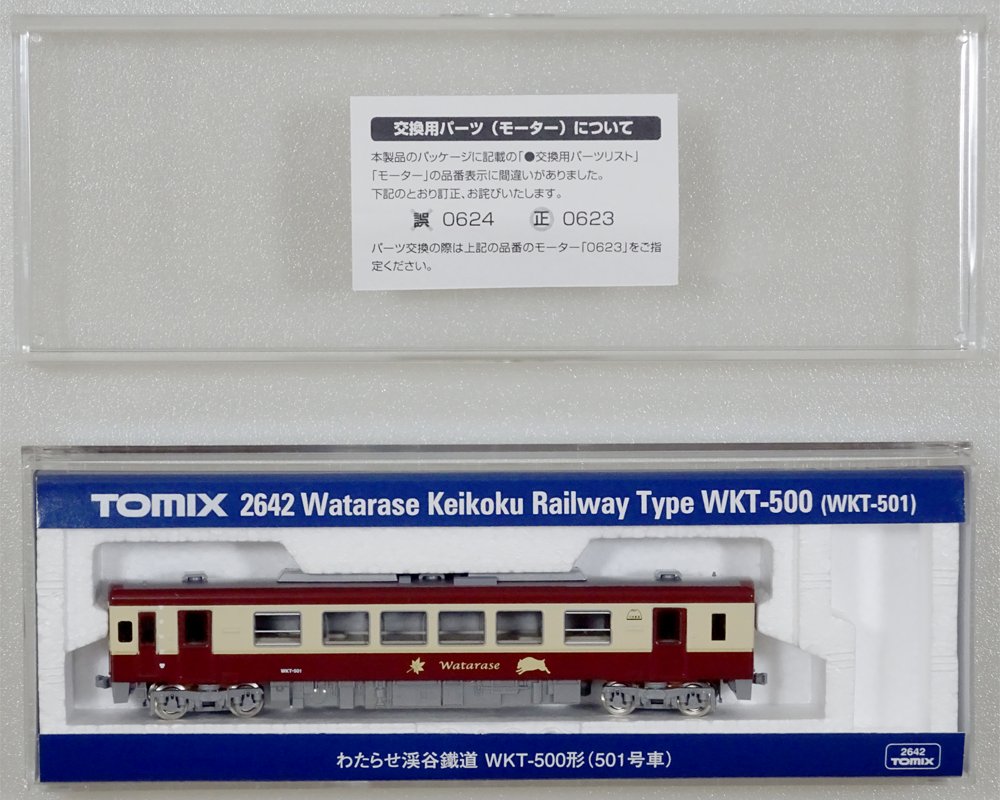 交換用パーツ（モーター）について
本製品のパッケージに記載の「●交換用パーツリスト」
「モーター」の品番表示に間違いがありました。
下記のとおり訂正、お詫びいたします。
誤 0624 正 0623
パーツ交換の際は上記の品番のモーター「0623」をご指
定ください。
TOMIX 2642 Watarase Keikoku Railway Type WKT-500 (WKT-501)
WKT-501
Watarase
わたらせ渓谷鐵道 WKT-500形（501号車）
2642
TOMIX